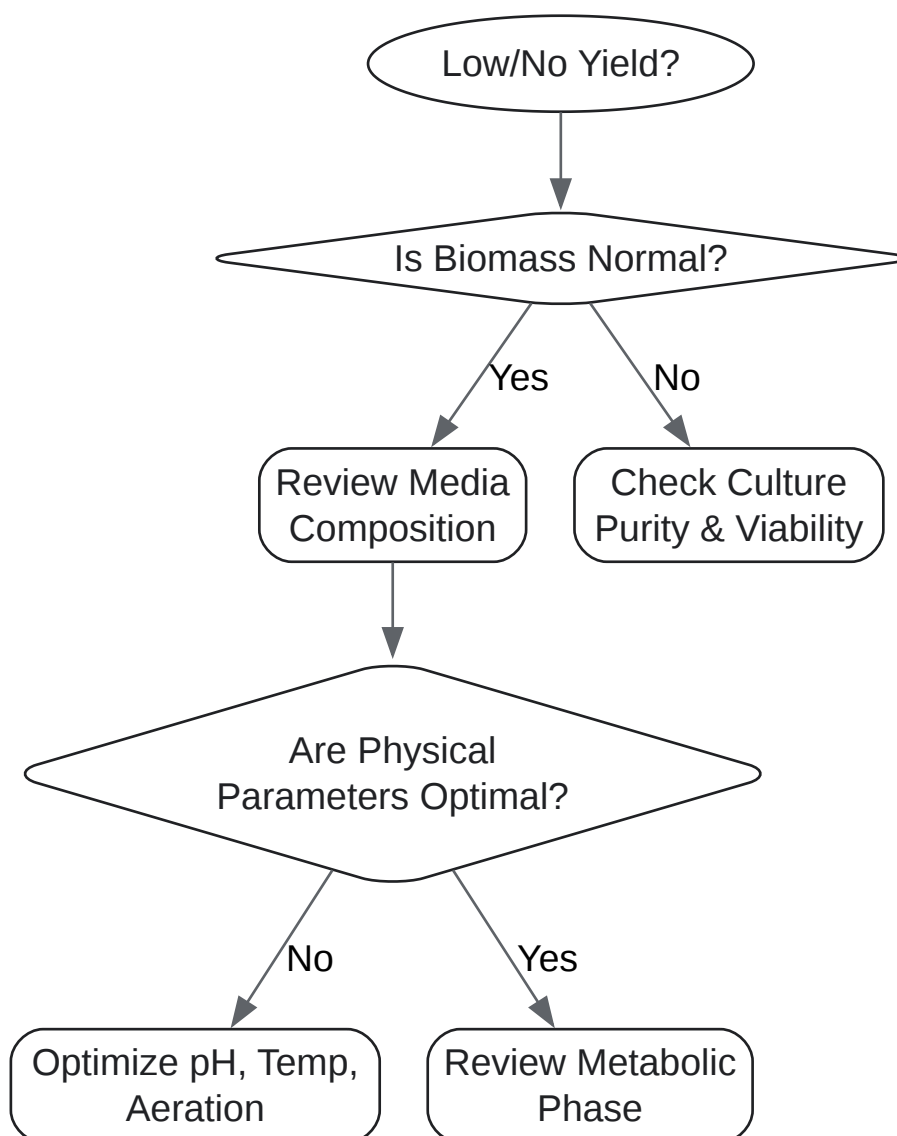 Low/No Yield?
Is Biomass Normal?
Yes
No
Review Media
Composition
Check Culture
Purity & Viability
Are Physical
Parameters Optimal?
No
Yes
Optimize pH, Temp,
Aeration
Review Metabolic
Phase